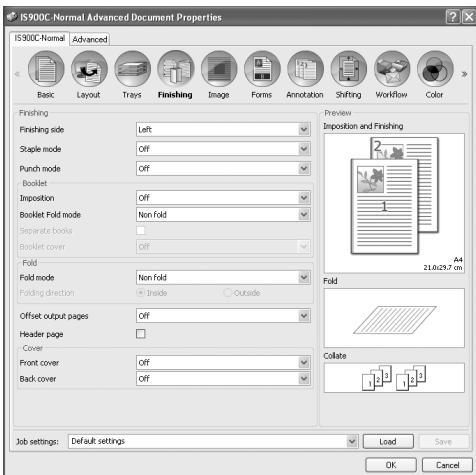 IS900C-Normal Advanced Document Properties
IS900C-Normal Advanced
Basic Layout Trays Finishing Image Forms Annotation Shifting Workflow Color
Finishing
Finishing side Left
Staple mode Off
Punch mode Off
Booklet
Imposition Off
Booklet Fold mode Non fold
Separate books
Booklet cover Off
Fold
Fold mode Non fold
Folding direction Inside Outside
Offset output pages Off
Header page
Cover
Front cover Off
Back cover Off
Preview
Imposition and Finishing
2
1
A4
21.0x29.7 cm
Fold
Collate
1 2 3 1 2 3
Job settings: Default settings Load Save
OK Cancel